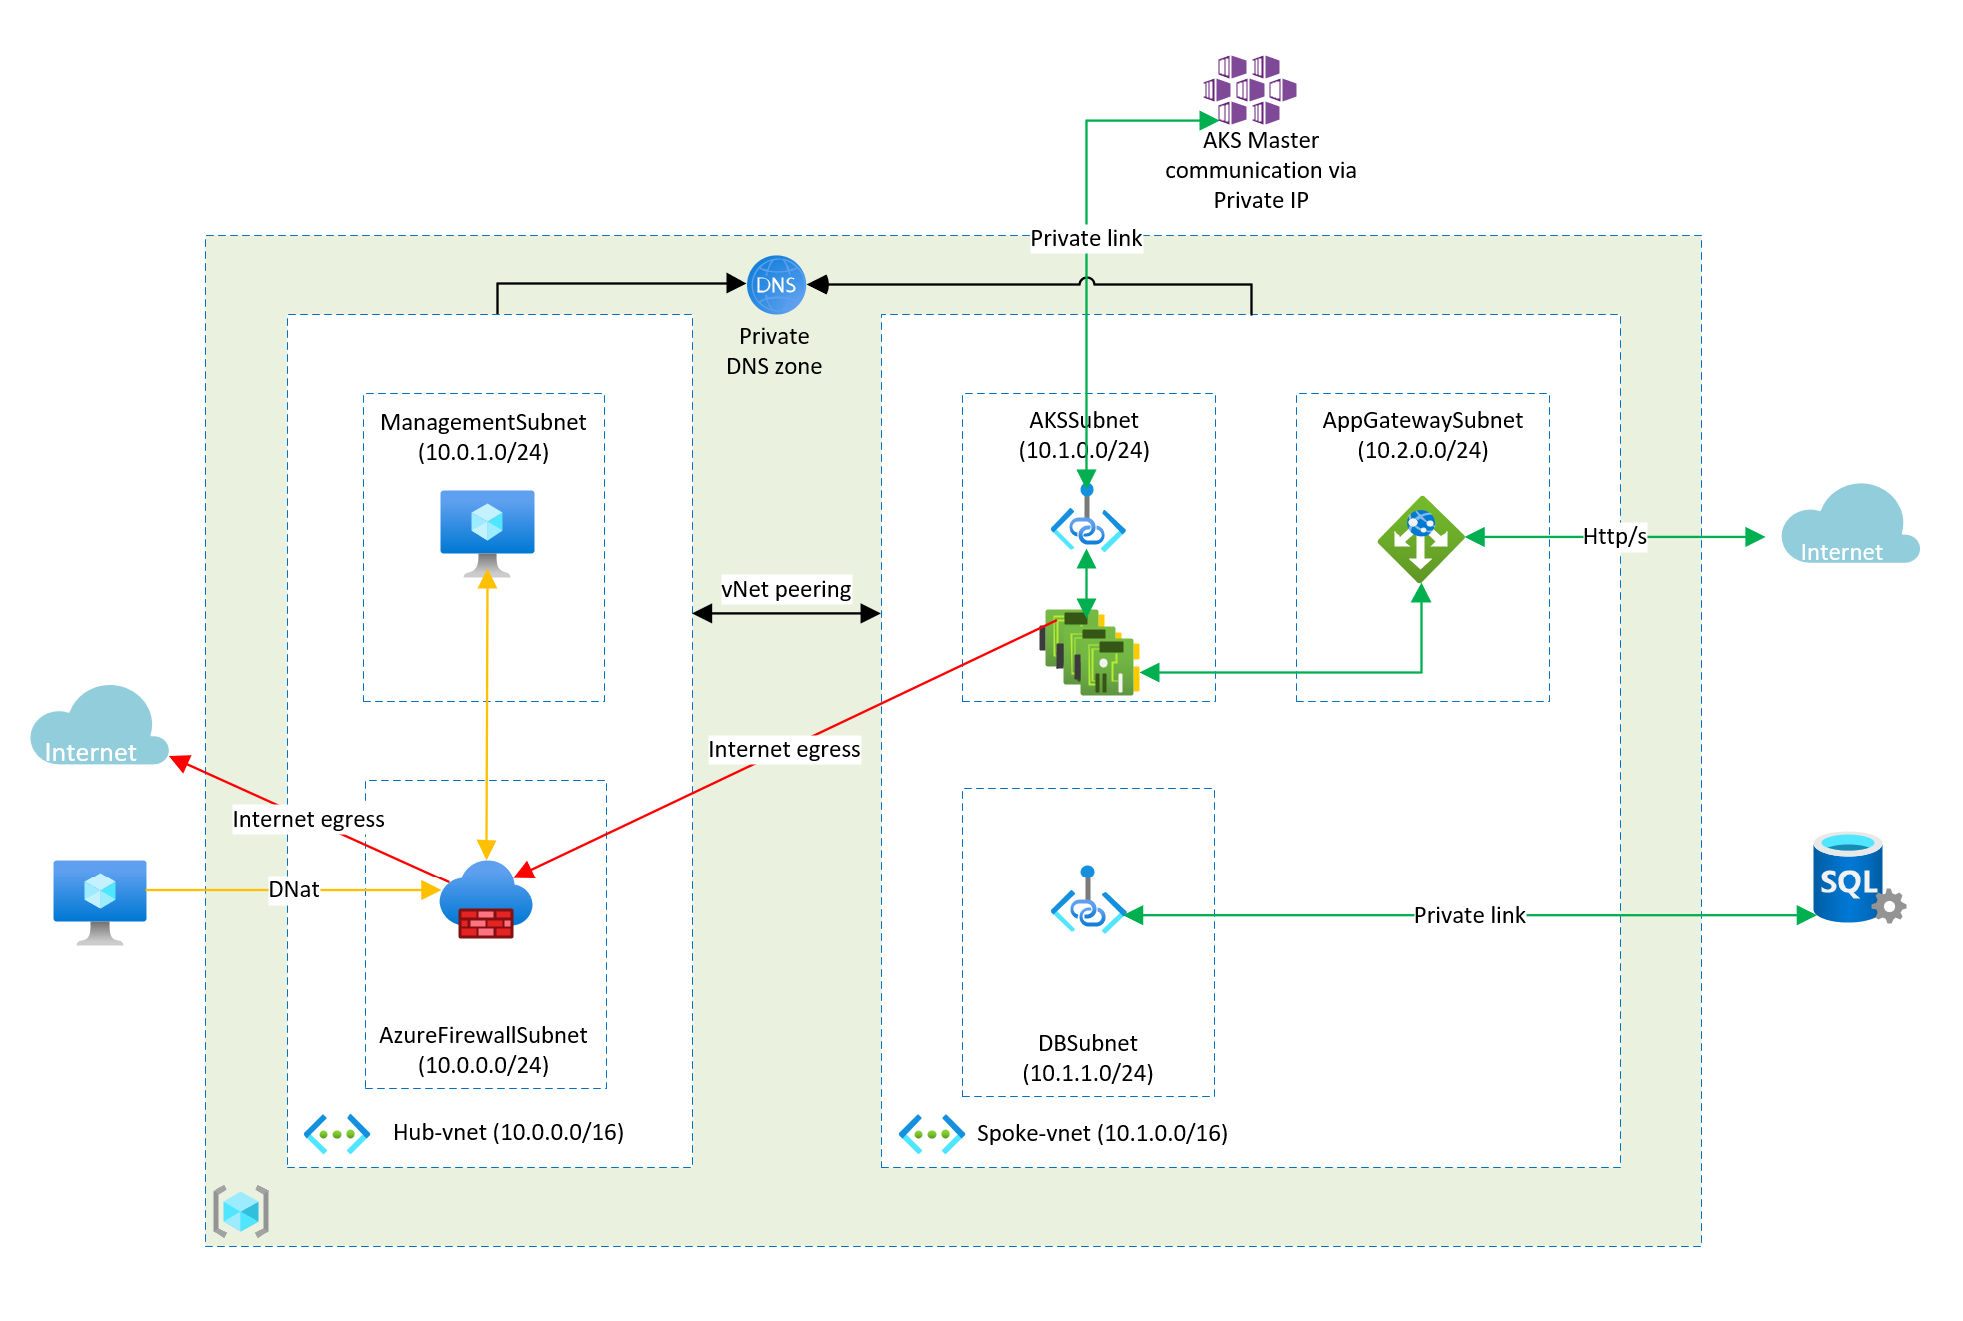 AKS Master
communication via
Private IP
Private link
DNS
Private
DNS zone
ManagementSubnet
(10.0.1.0/24)
AKSSubnet
(10.1.0.0/24)
AppGatewaySubnet
(10.2.0.0/24)
Http/s
Internet
vNet peering
Internet
Internet egress
Internet egress
DNat
Private link
SQL
AzureFirewallSubnet
(10.0.0.0/24)
DBSubnet
(10.1.1.0/24)
Hub-vnet (10.0.0.0/16)
Spoke-vnet (10.1.0.0/16)